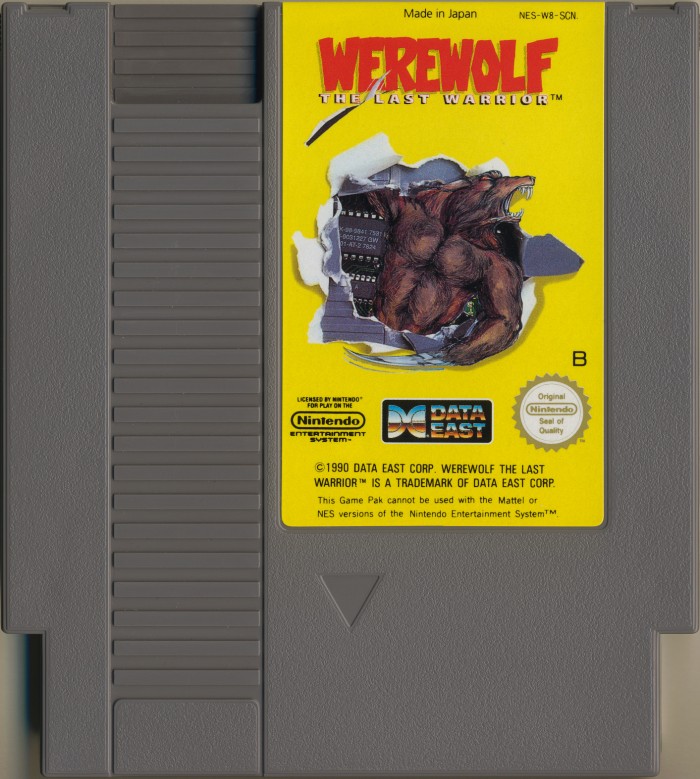 Made in Japan
NES-W8-SCN.
WEREWOLF
THE LAST WARRIOR™
B
LICENSED BY NINTENDO®
FOR PLAY ON THE
Nintendo
ENTERTAINMENT
SYSTEM™
DATA
EAST
Original
Nintendo
Seal of
Quality
©1990 DATA EAST CORP. WEREWOLF THE LAST
WARRIOR™ IS A TRADEMARK OF DATA EAST CORP.
This Game Pak cannot be used with the Mattel or
NES versions of the Nintendo Entertainment System™